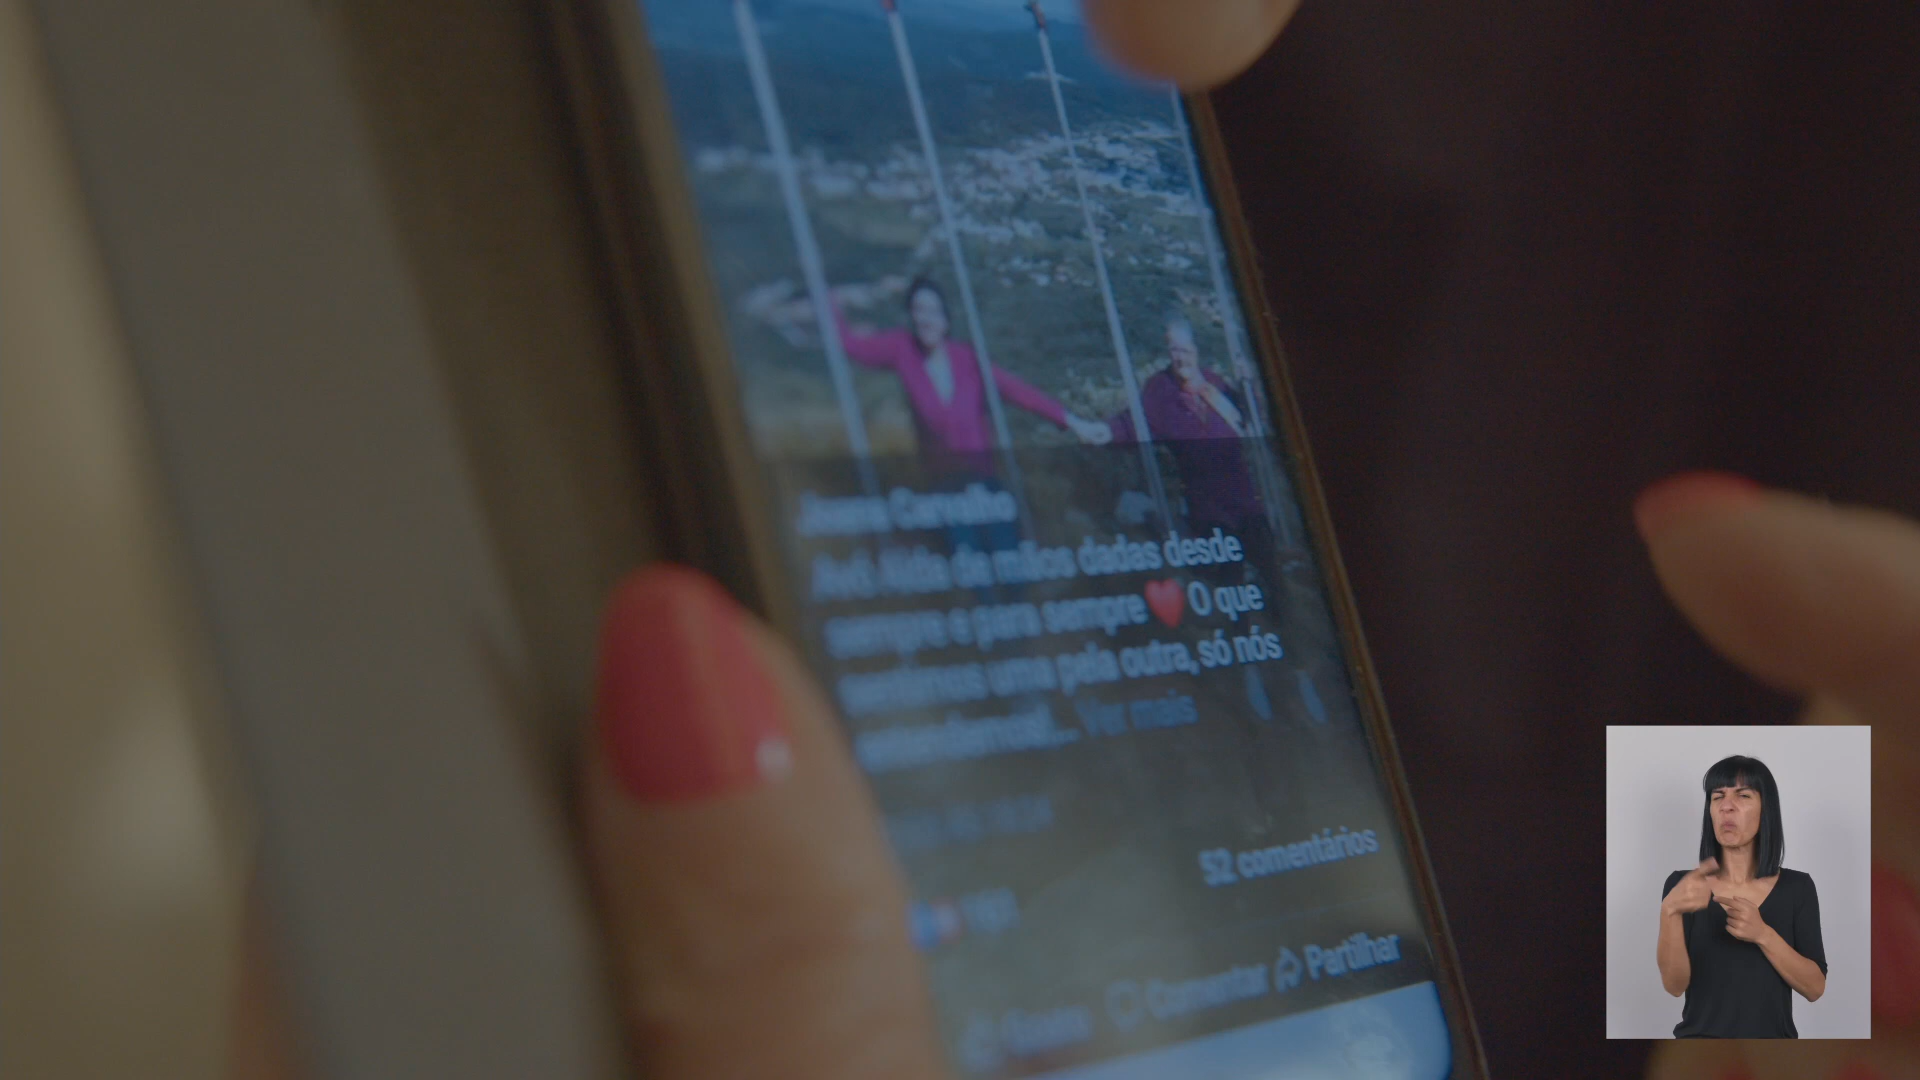 Joana Carvalho
Avó Alda de mãos dadas desde
sempre e para sempre❤️ O que
sentimos uma pela outra, só nós
entendemos!... Ver mais
52 comentários
Gosto Comentar Partilhar